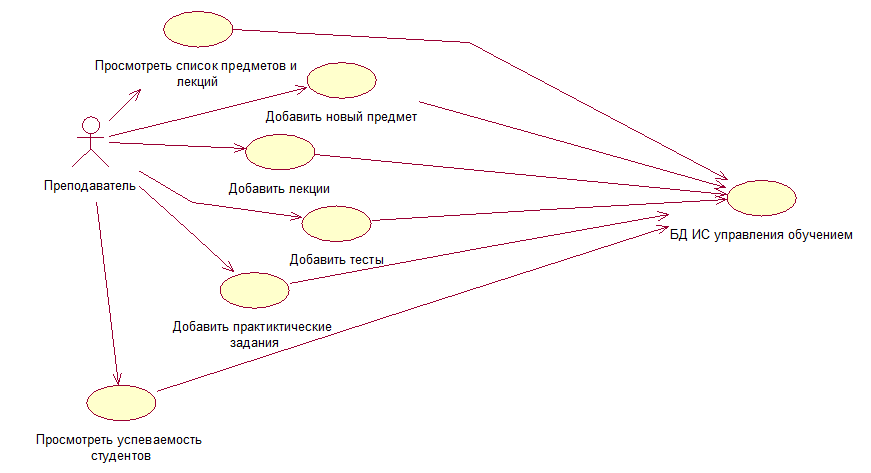 Просмотреть список предметов и
лекций
Добавить новый предмет
Преподаватель
Добавить лекции
БД ИС управления обучением
Добавить тесты
Добавить практиктические
задания
Просмотреть успеваемость
студентов